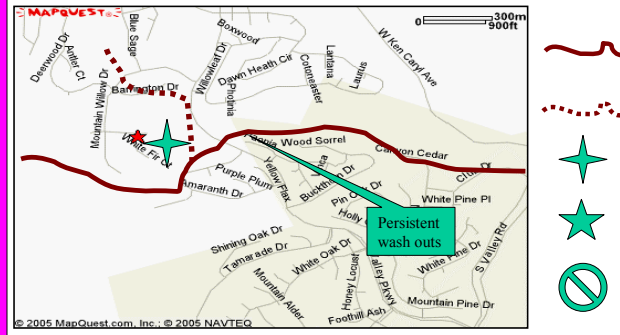 MAPQUEST
0 300m
900ft
Deerwood Dr
Antler Ct
Blue Sage
Boxwood
Willowleaf Dr
W Ken Caryl Ave
Dawn Heath Cir
Cotoneaster
Lantana
Laurus
Photinia
Barrington Dr
Mountain Willow Dr
White Fir Ct
Wood Sorrel
Canyon Cedar
Purple Plum
Amaranth Dr
Yellow Flax
Buckthorn Dr
Pin Oak Dr
White Pine Pl
Persistent
wash outs
Shining Oak Dr
Tamarade Dr
White Oak Dr
White Pine Dr
S Valley Rd
Mountain Alder
Honey Locust
Mountain Pine Dr
Foothill Ash
© 2005 MapQuest.com, Inc.; © 2005 NAVTEQ